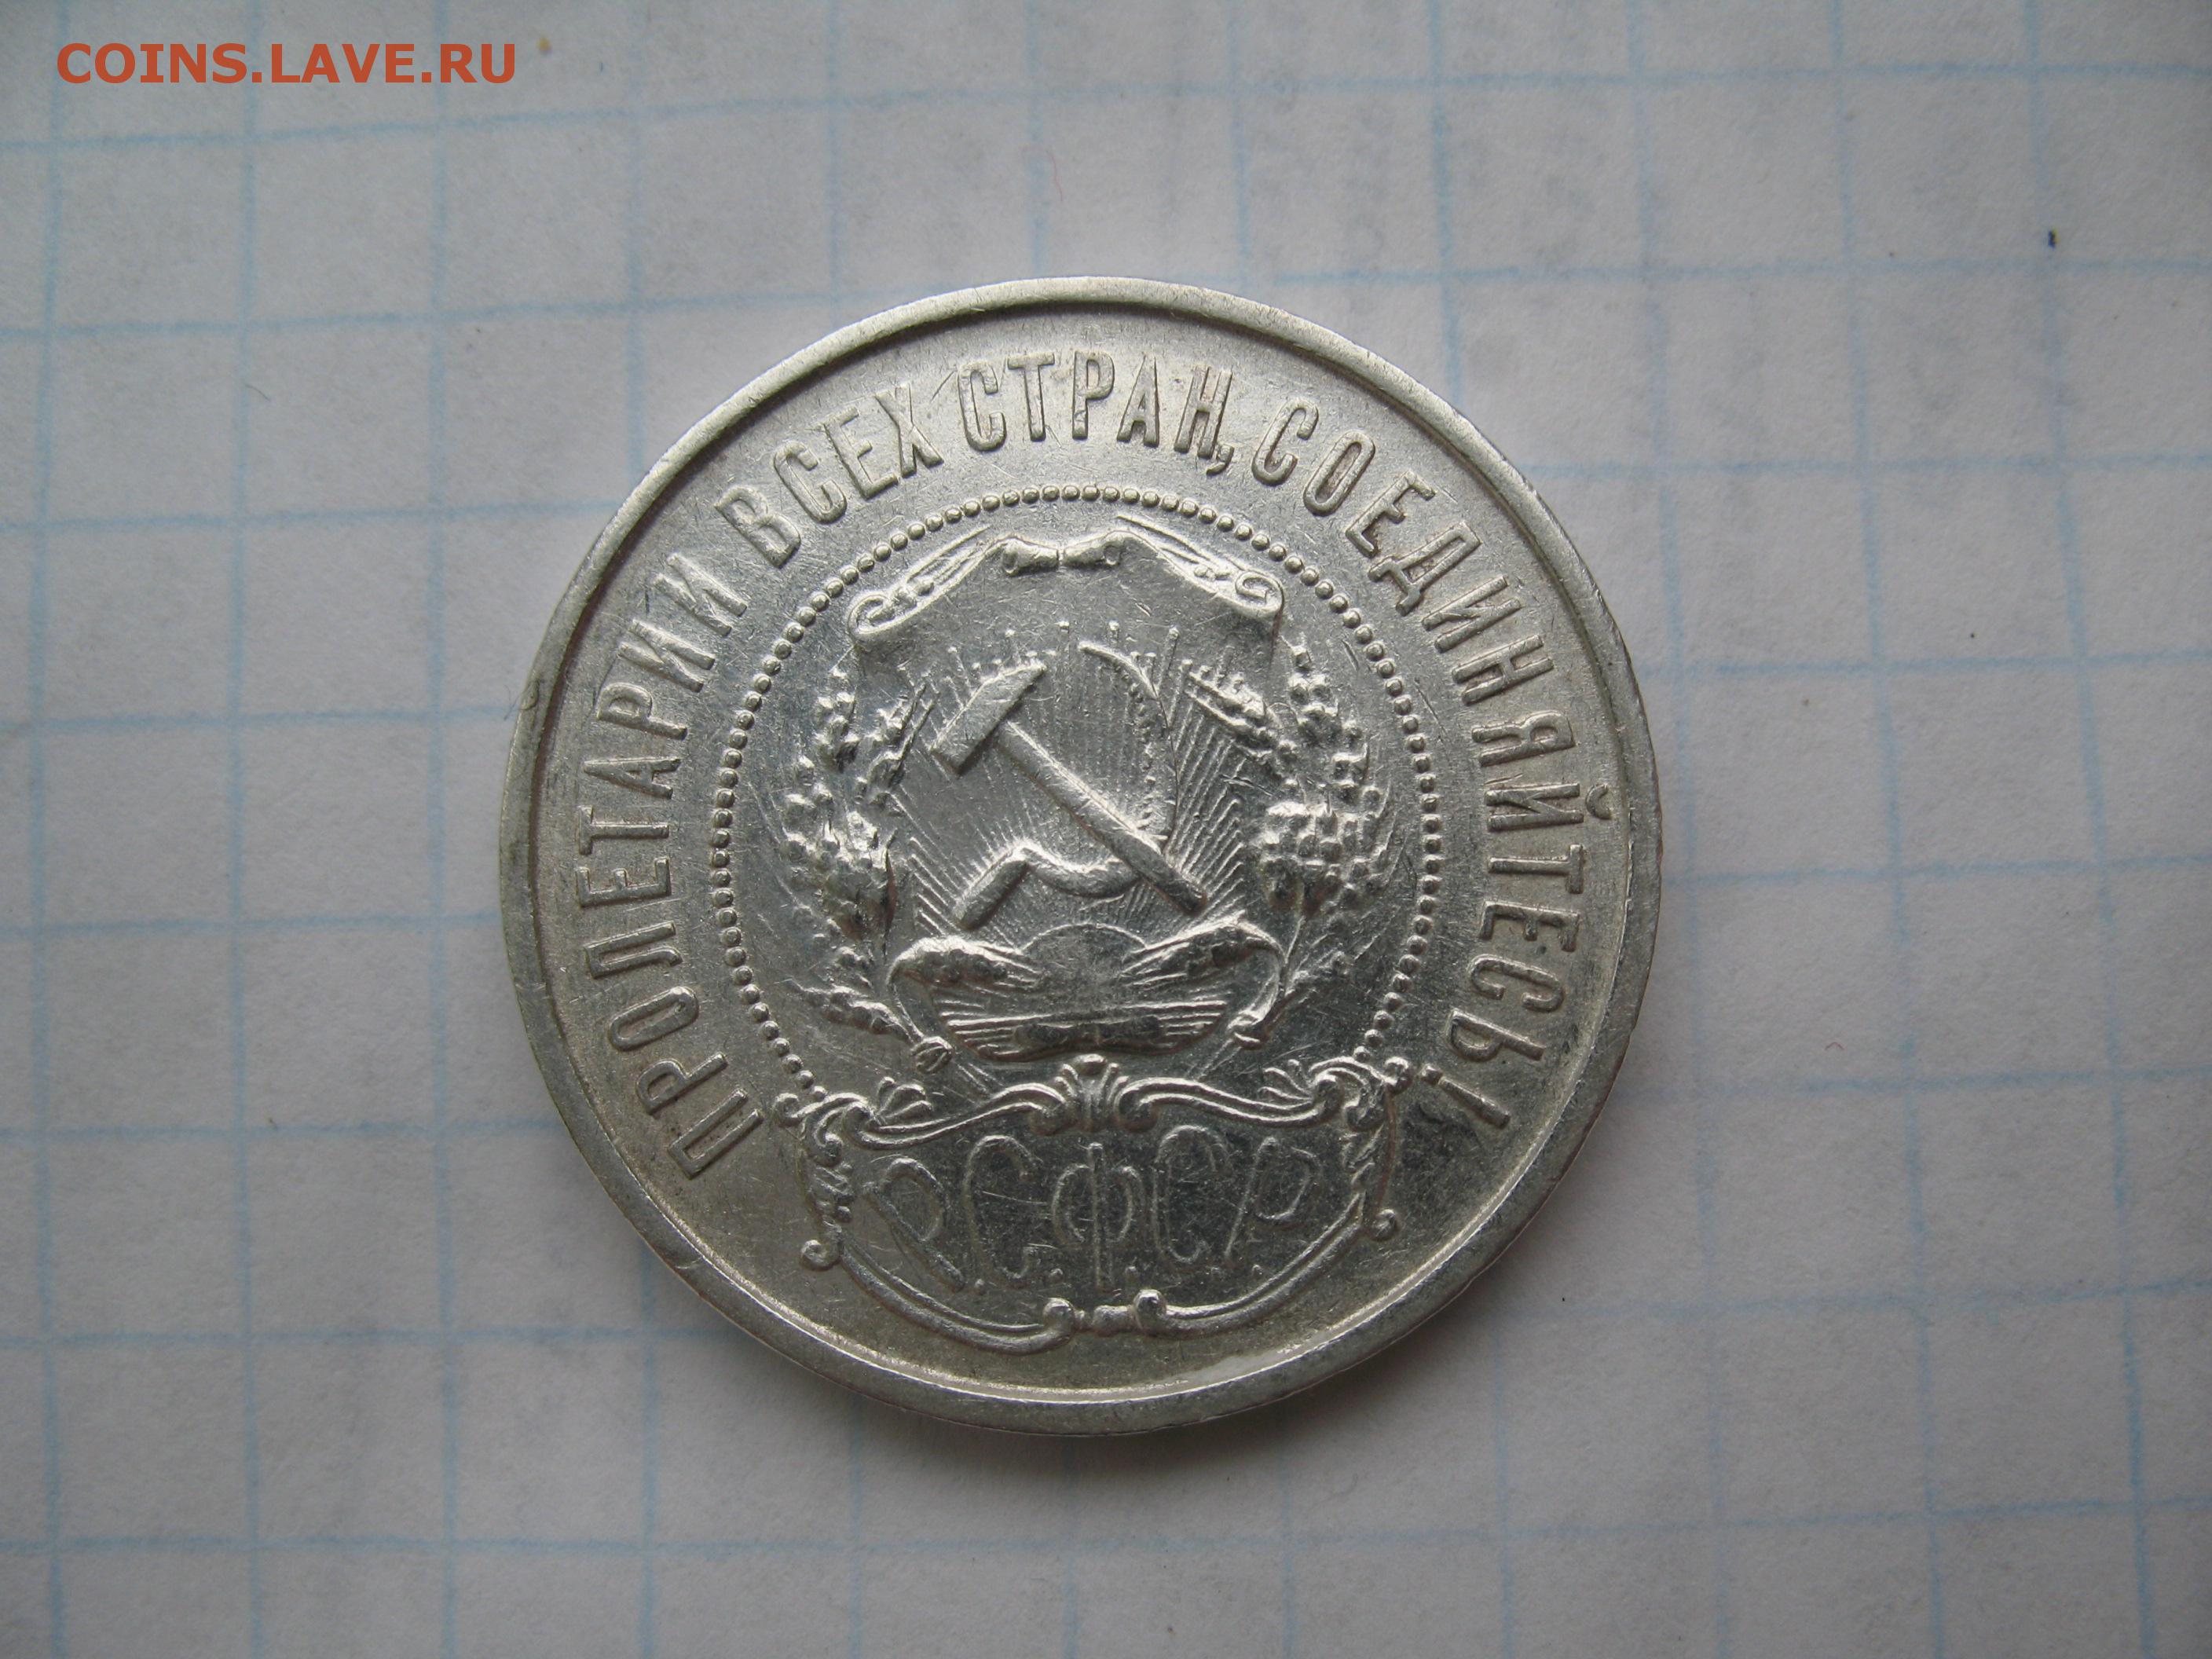 COINS.LAVE.RU
ПРОЛЕТАРИИ ВСЕХ СТРАН, СОЕДИНЯЙТЕСЬ!
Р.С.Ф.С.Р.